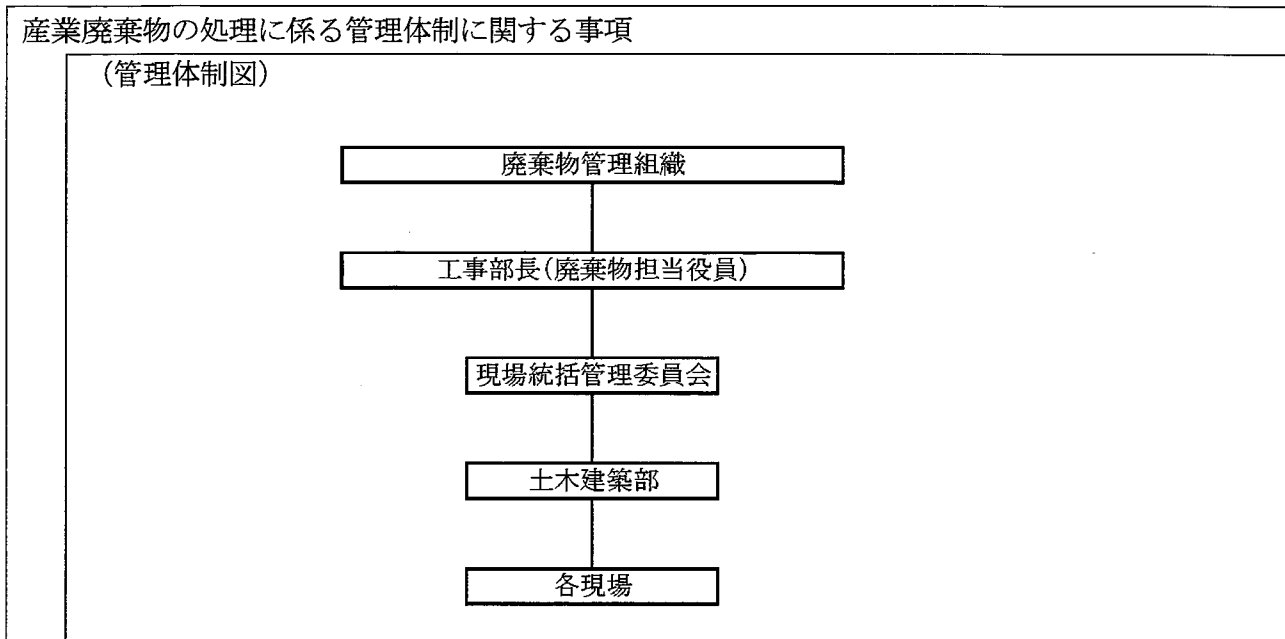 産業廃棄物の処理に係る管理体制に関する事項
（管理体制図）
廃棄物管理組織
工事部長（廃棄物担当役員）
現場統括管理委員会
土木建築部
各現場